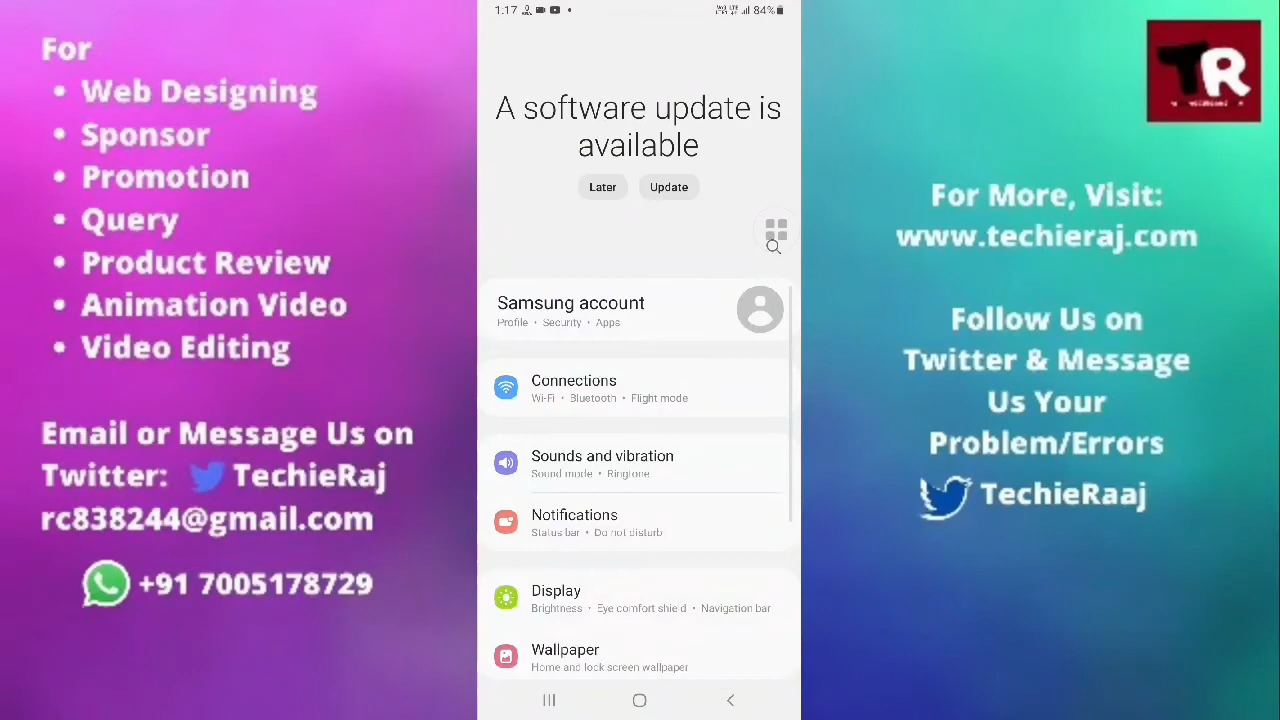 For
• Web Designing
• Sponsor
• Promotion
• Query
• Product Review
• Animation Video
• Video Editing
Email or Message Us on
Twitter: TechieRaj
rc838244@gmail.com
+91 7005178729
1:17
84%
A software update is
available
Later
Update
Samsung account
Profile • Security • Apps
Connections
Wi-Fi • Bluetooth • Flight mode
Sounds and vibration
Sound mode • Ringtone
Notifications
Status bar • Do not disturb
Display
Brightness • Eye comfort shield • Navigation bar
Wallpaper
Home and lock screen wallpaper
TR
For More, Visit:
www.techieraj.com
Follow Us on
Twitter & Message
Us Your
Problem/Errors
TechieRaaj